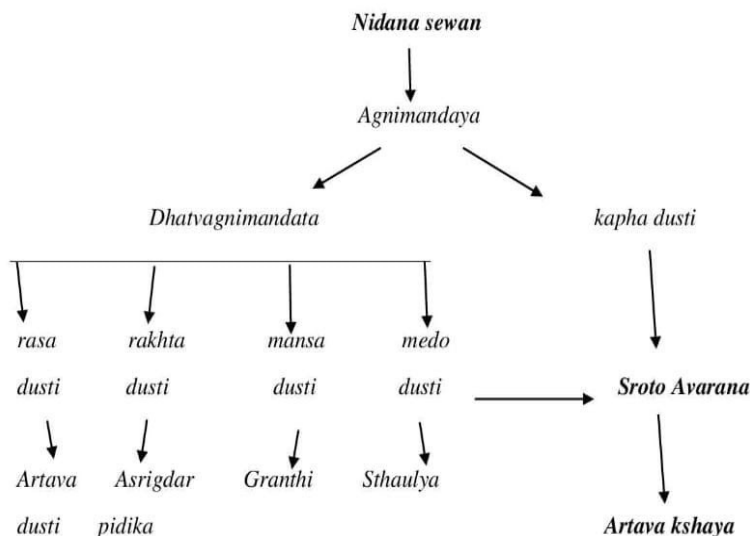 Nidana sewan
Agnimandaya
Dhatvagnimandata kapha dusti
rasa rakhta mansa medo
dusti dusti dusti dusti Sroto Avarana
Artava Asrigdar Granthi Sthaulya
dusti pidika Artava kshaya